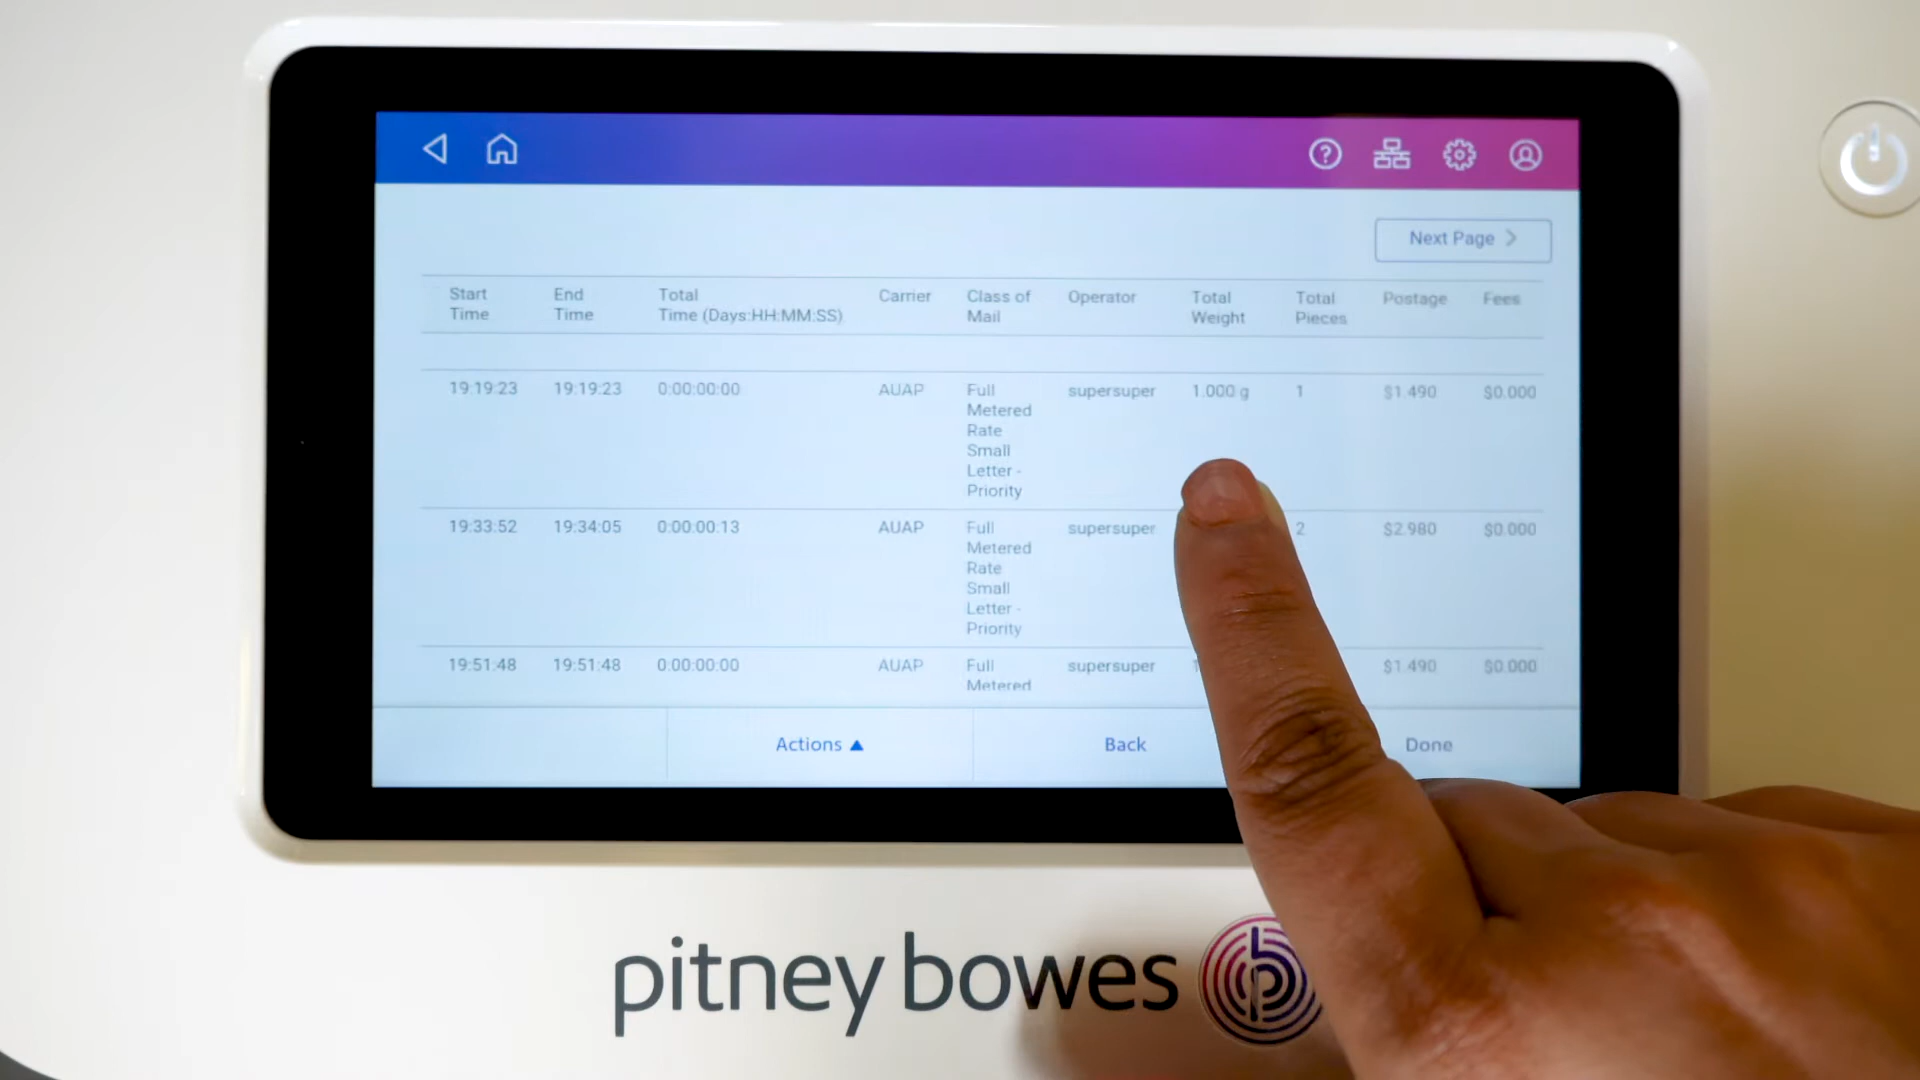 Next Page
Start Time End Time Total Time (Days:HH:MM:SS) Carrier Class of Mail Operator Total Weight Total Pieces Postage Fees
19:19:23 19:19:23 0:00:00:00 AUAP Full Metered Rate Small Letter - Priority supersuper 1.000 g 1 $1.490 $0.000
19:33:52 19:34:05 0:00:00:13 AUAP Full Metered Rate Small Letter - Priority supersuper 2 $2.980 $0.000
19:51:48 19:51:48 0:00:00:00 AUAP Full Metered supersuper $1.490 $0.000
Actions Back Done
pitney bowes